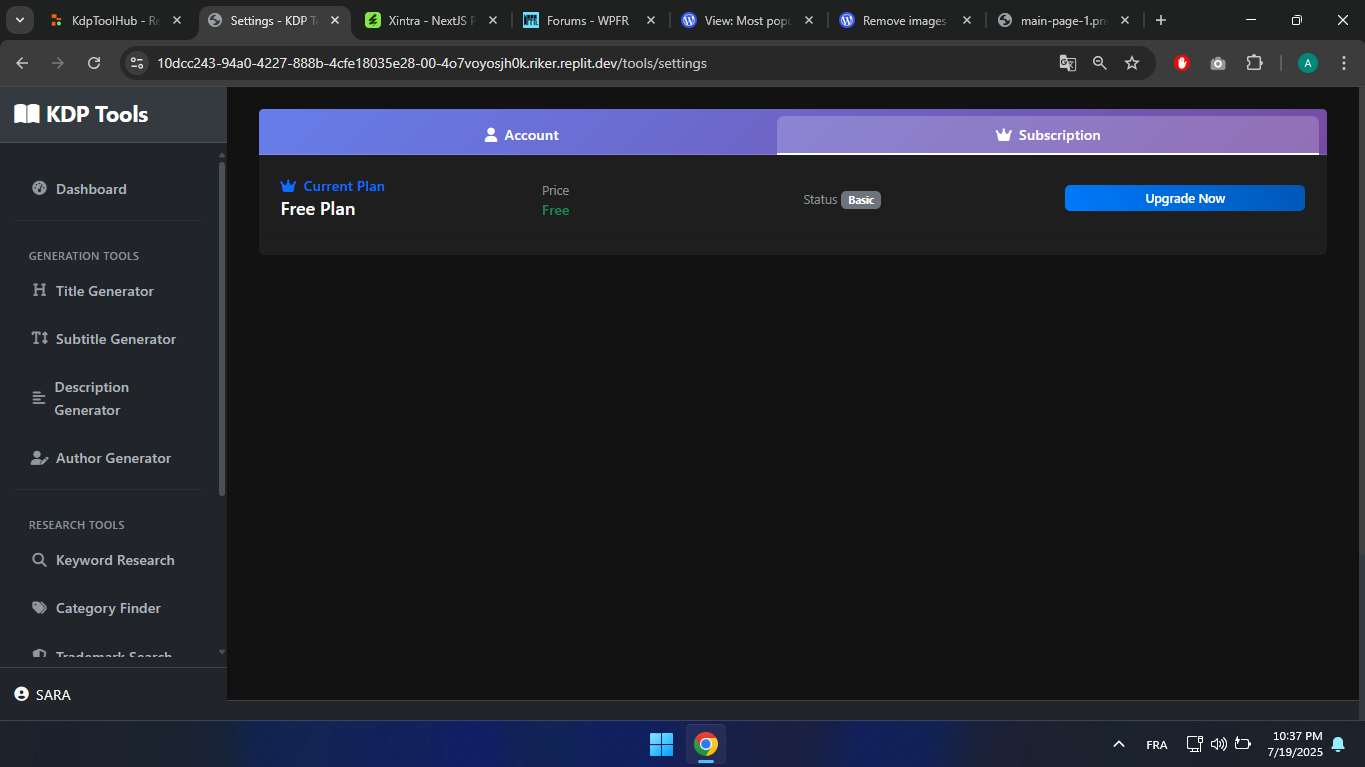 KdpToolHub - Re
Settings - KDP T
Xintra - NextJS P
Forums - WPFR
View: Most popu
Remove images
main-page-1.pn
10dcc243-94a0-4227-888b-4cfe18035e28-00-4o7voyosjh0k.riker.replit.dev/tools/settings
A
KDP Tools
Dashboard
GENERATION TOOLS
Title Generator
Subtitle Generator
Description
Generator
Author Generator
RESEARCH TOOLS
Keyword Research
Category Finder
Trademark Search
SARA
Account
Subscription
Current Plan
Free Plan
Price
Free
Status Basic
Upgrade Now
FRA
10:37 PM
7/19/2025